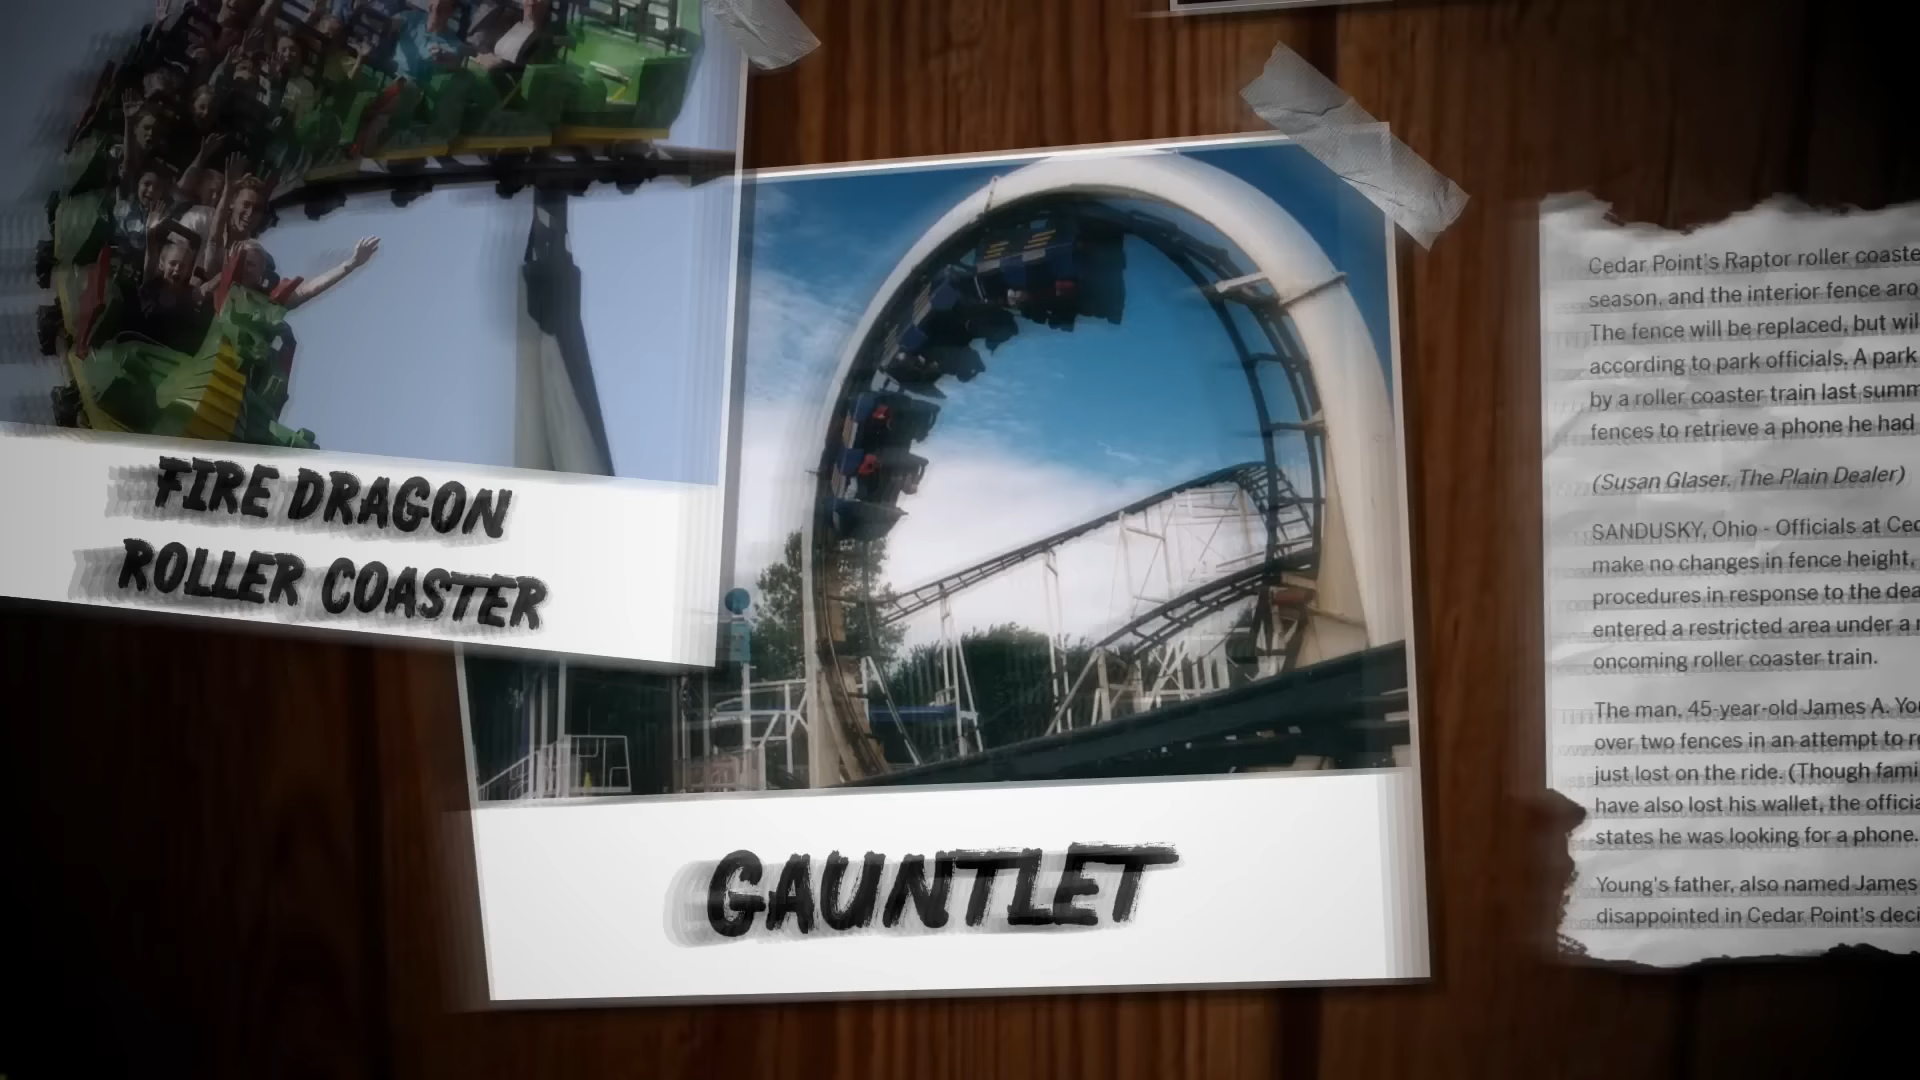 FIRE DRAGON
ROLLER COASTER
GAUNTLET
Cedar Point's Raptor roller coaste
season, and the interior fence aro
The fence will be replaced, but wil
according to park officials. A park
by a roller coaster train last summ
fences to retrieve a phone he had
(Susan Glaser, The Plain Dealer)
SANDUSKY, Ohio - Officials at Ced
make no changes in fence height,
procedures in response to the dea
entered a restricted area under a r
oncoming roller coaster train.
The man, 45-year-old James A. You
over two fences in an attempt to re
just lost on the ride. (Though fami
have also lost his wallet, the officia
states he was looking for a phone.
Young's father, also named James
disappointed in Cedar Point's deci